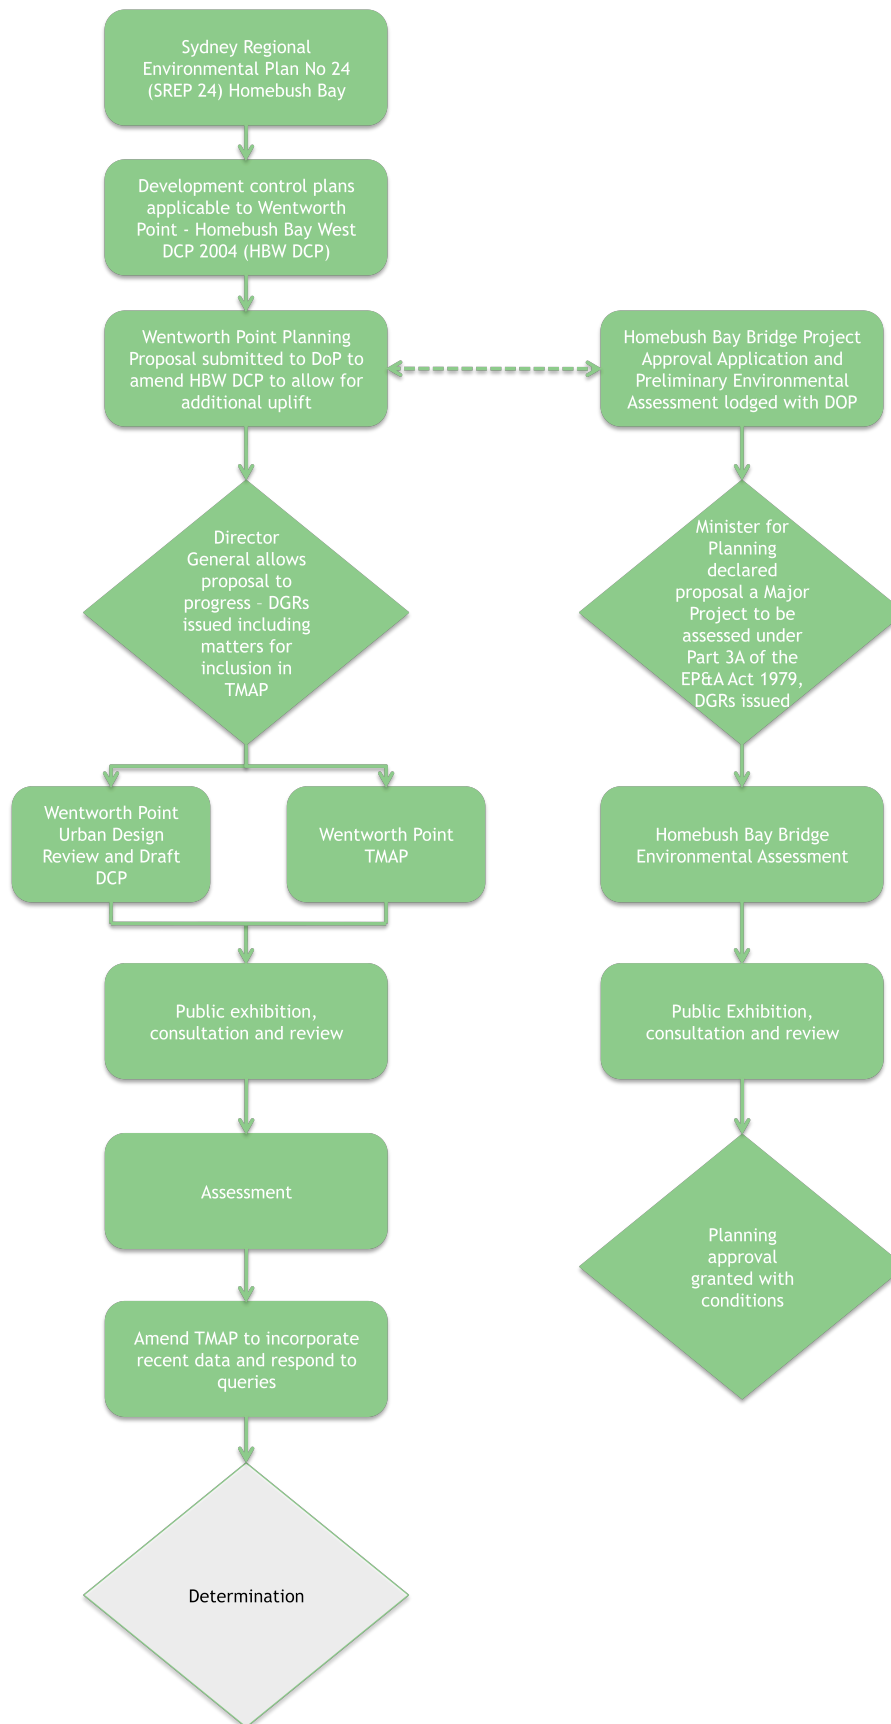 Sydney Regional
Environmental Plan No 24
(SREP 24) Homebush Bay
Development control plans
applicable to Wentworth
Point - Homebush Bay West
DCP 2004 (HBW DCP)
Wentworth Point Planning
Proposal submitted to DoP to
amend HBW DCP to allow for
additional uplift
Homebush Bay Bridge Project
Approval Application and
Preliminary Environmental
Assessment lodged with DOP
Director
General allows
proposal to
progress – DGRs
issued including
matters for
inclusion in
TMAP
Minister for
Planning
declared
proposal a Major
Project to be
assessed under
Part 3A of the
EP&A Act 1979,
DGRs issued
Wentworth Point
Urban Design
Review and Draft
DCP
Wentworth Point
TMAP
Homebush Bay Bridge
Environmental Assessment
Public exhibition,
consultation and review
Public Exhibition,
consultation and review
Assessment
Planning
approval
granted with
conditions
Amend TMAP to incorporate
recent data and respond to
queries
Determination